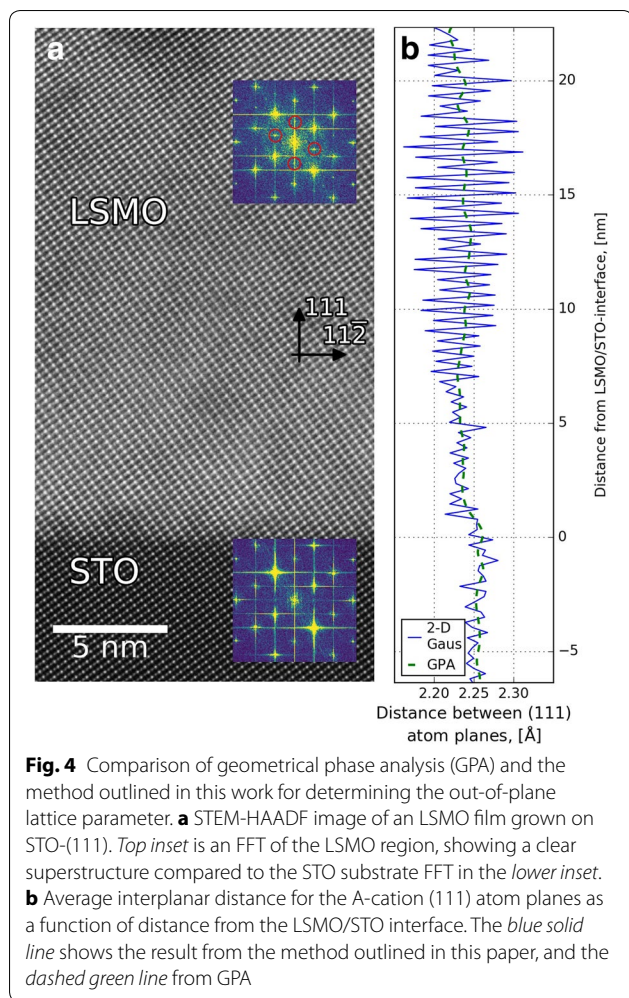 a
LSMO
111
112̅
STO
5 nm
b
20
15
10
5
0
−5
Distance from LSMO/STO-interface, [nm]
2-D
Gaus
GPA
2.20 2.25 2.30
Distance between (111)
atom planes, [Å]
Fig. 4 Comparison of geometrical phase analysis (GPA) and the
method outlined in this work for determining the out-of-plane
lattice parameter. a STEM-HAADF image of an LSMO film grown on
STO-(111). Top inset is an FFT of the LSMO region, showing a clear
superstructure compared to the STO substrate FFT in the lower inset.
b Average interplanar distance for the A-cation (111) atom planes as
a function of distance from the LSMO/STO interface. The blue solid
line shows the result from the method outlined in this paper, and the
dashed green line from GPA